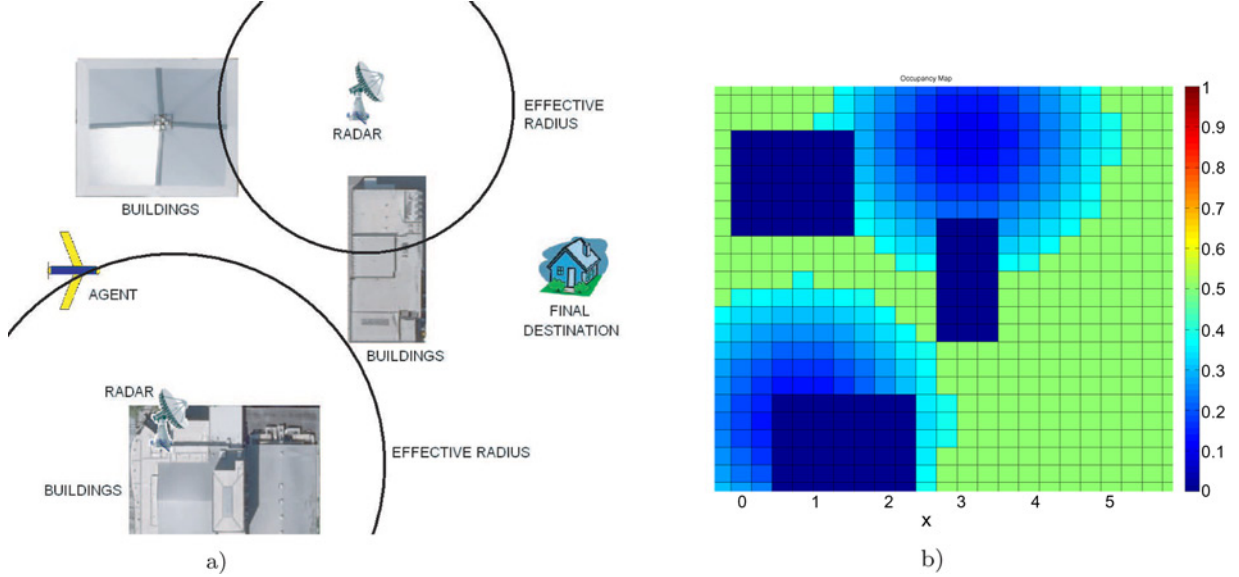 RADAR
EFFECTIVE
RADIUS
BUILDINGS
AGENT
FINAL
DESTINATION
BUILDINGS
RADAR
EFFECTIVE RADIUS
BUILDINGS
a)
Occupancy Map
1
0.9
0.8
0.7
0.6
0.5
0.4
0.3
0.2
0.1
0
0 1 2 3 4 5
x
b)